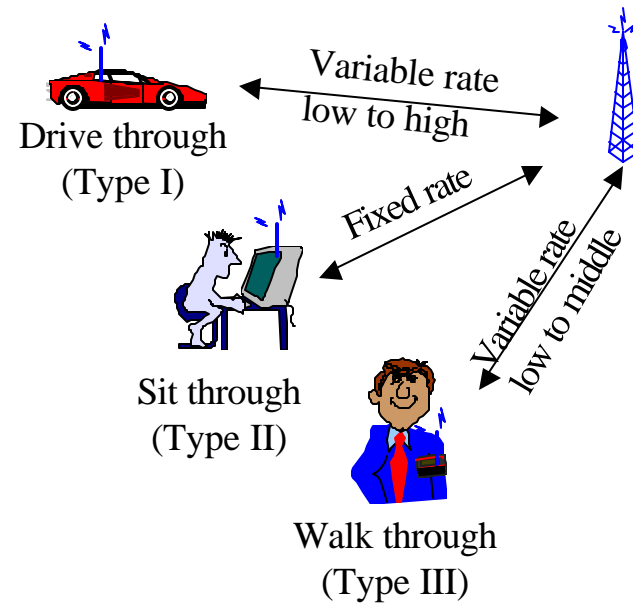 Variable rate
low to high
Drive through
(Type I)
Fixed rate
Variable rate
low to middle
Sit through
(Type II)
Walk through
(Type III)